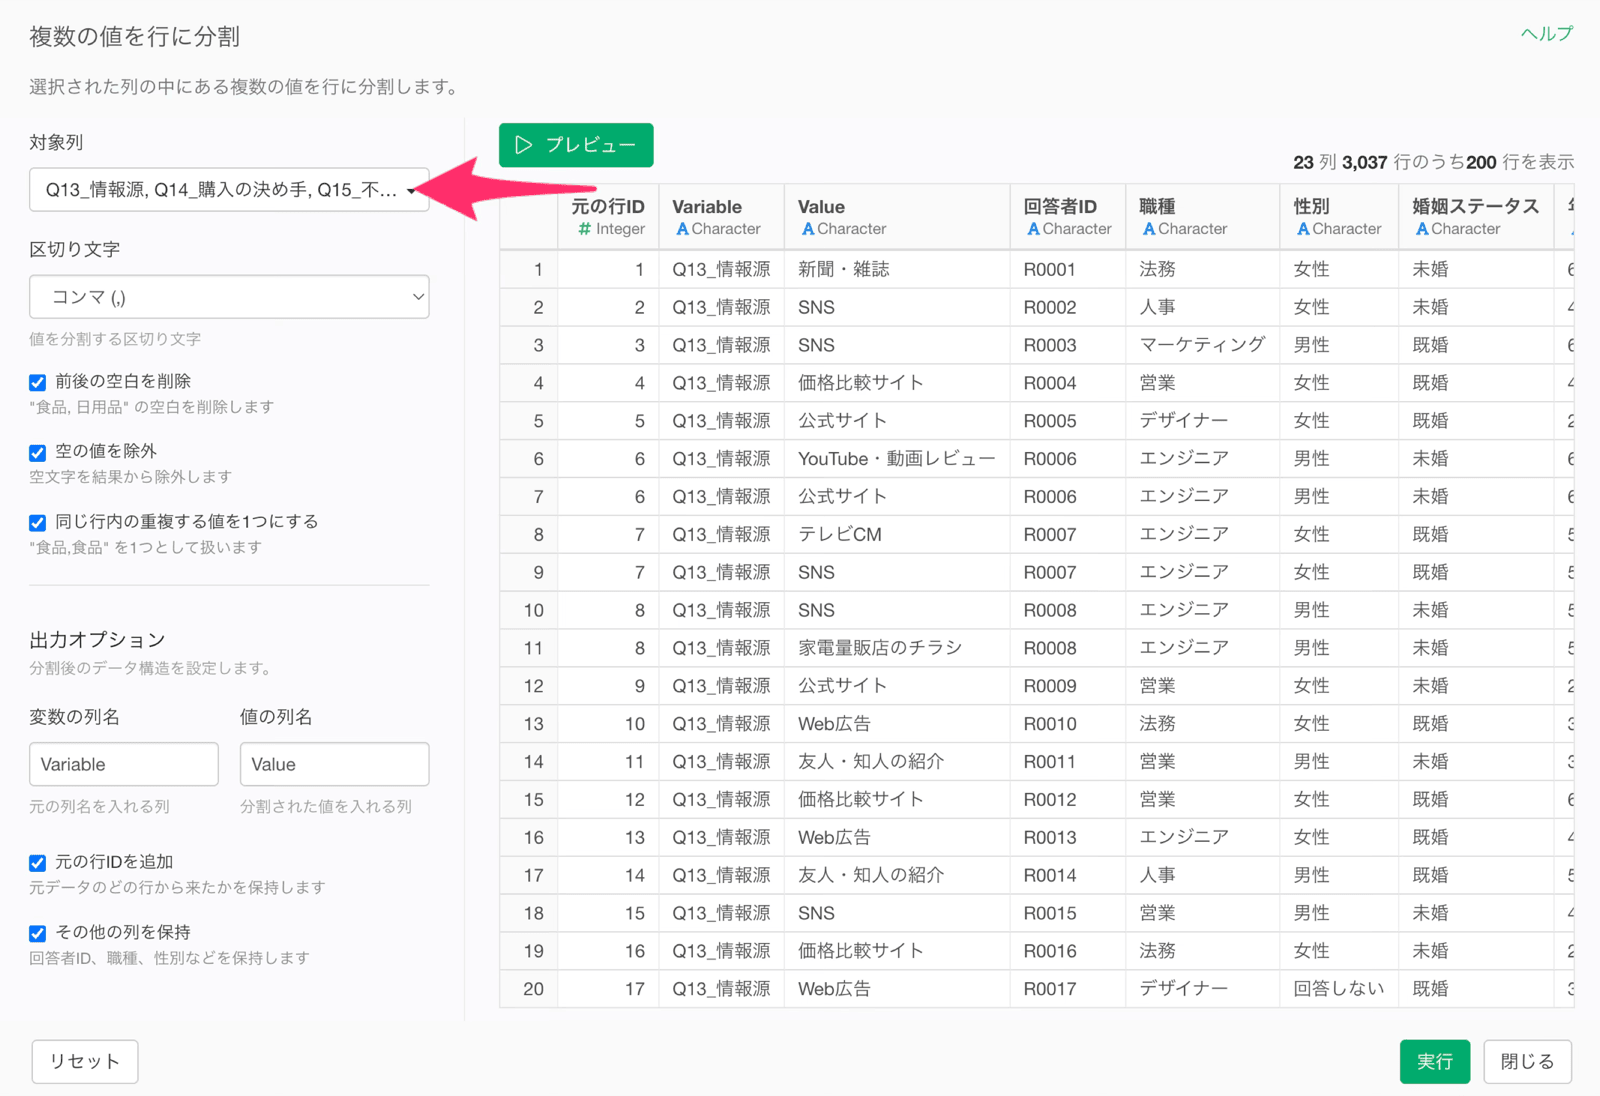 複数の値を行に分割
ヘルプ
選択された列の中にある複数の値を行に分割します。
対象列
Q13_情報源, Q14_購入の決め手, Q15_不...
区切り文字
コンマ (,)
値を分割する区切り文字
前後の空白を削除
"食品, 日用品" の空白を削除します
空の値を除外
空文字を結果から除外します
同じ行内の重複する値を1つにする
"食品,食品" を1つとして扱います
出力オプション
分割後のデータ構造を設定します。
変数の列名 値の列名
Variable Value
元の列名を入れる列 分割された値を入れる列
元の行IDを追加
元データのどの行から来たかを保持します
その他の列を保持
回答者ID、職種、性別などを保持します
プレビュー
23 列 3,037 行のうち200 行を表示
元の行ID Variable Value 回答者ID 職種 性別 婚姻ステータス
# Integer A Character A Character A Character A Character A Character A Character
1 1 Q13_情報源 新聞・雑誌 R0001 法務 女性 未婚 6
2 2 Q13_情報源 SNS R0002 人事 女性 未婚 4
3 3 Q13_情報源 SNS R0003 マーケティング 男性 既婚 6
4 4 Q13_情報源 価格比較サイト R0004 営業 女性 既婚 4
5 5 Q13_情報源 公式サイト R0005 デザイナー 女性 既婚 2
6 6 Q13_情報源 YouTube・動画レビュー R0006 エンジニア 男性 未婚 6
7 6 Q13_情報源 公式サイト R0006 エンジニア 男性 未婚 6
8 7 Q13_情報源 テレビCM R0007 エンジニア 女性 既婚 5
9 7 Q13_情報源 SNS R0007 エンジニア 女性 既婚 5
10 8 Q13_情報源 SNS R0008 エンジニア 男性 未婚 5
11 8 Q13_情報源 家電量販店のチラシ R0008 エンジニア 男性 未婚 5
12 9 Q13_情報源 公式サイト R0009 営業 女性 未婚 2
13 10 Q13_情報源 Web広告 R0010 法務 女性 既婚 3
14 11 Q13_情報源 友人・知人の紹介 R0011 営業 男性 未婚 3
15 12 Q13_情報源 価格比較サイト R0012 営業 女性 既婚 6
16 13 Q13_情報源 Web広告 R0013 エンジニア 女性 既婚 4
17 14 Q13_情報源 友人・知人の紹介 R0014 人事 男性 既婚 5
18 15 Q13_情報源 SNS R0015 営業 男性 未婚 4
19 16 Q13_情報源 価格比較サイト R0016 法務 女性 未婚 2
20 17 Q13_情報源 Web広告 R0017 デザイナー 回答しない 既婚 3
リセット
実行
閉じる